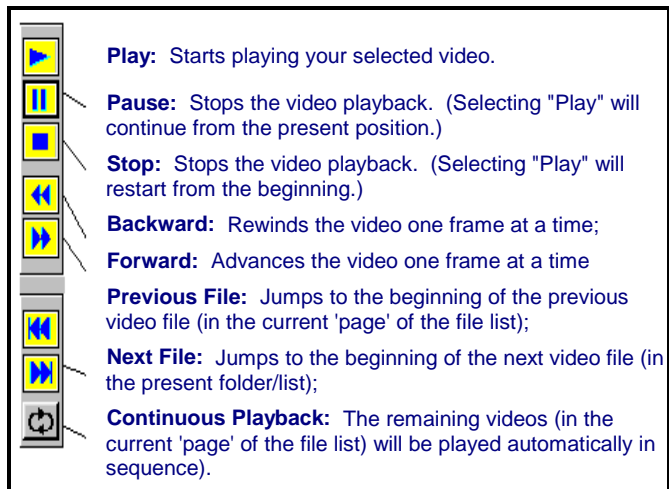 Play: Starts playing your selected video.
Pause: Stops the video playback. (Selecting "Play" will
continue from the present position.)
Stop: Stops the video playback. (Selecting "Play" will
restart from the beginning.)
Backward: Rewinds the video one frame at a time;
Forward: Advances the video one frame at a time
Previous File: Jumps to the beginning of the previous
video file (in the current 'page' of the file list);
Next File: Jumps to the beginning of the next video file (in
the present folder/list);
Continuous Playback: The remaining videos (in the
current 'page' of the file list) will be played automatically in
sequence).